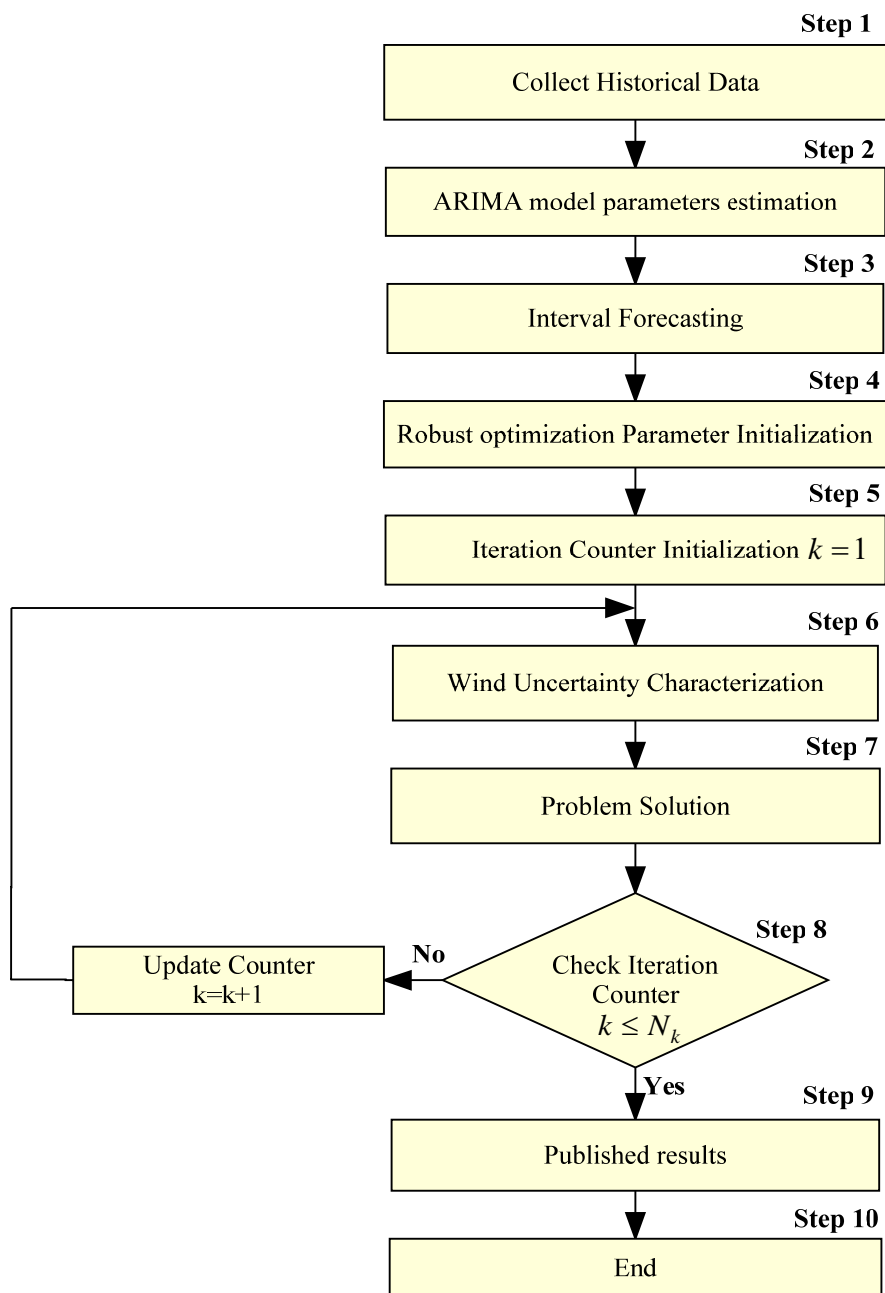 Step 1
Collect Historical Data
Step 2
ARIMA model parameters estimation
Step 3
Interval Forecasting
Step 4
Robust optimization Parameter Initialization
Step 5
Iteration Counter Initialization k = 1
Step 6
Wind Uncertainty Characterization
Step 7
Problem Solution
Step 8
Check Iteration
Counter
k ≤ N_k
No
Update Counter
k=k+1
Yes
Step 9
Published results
Step 10
End